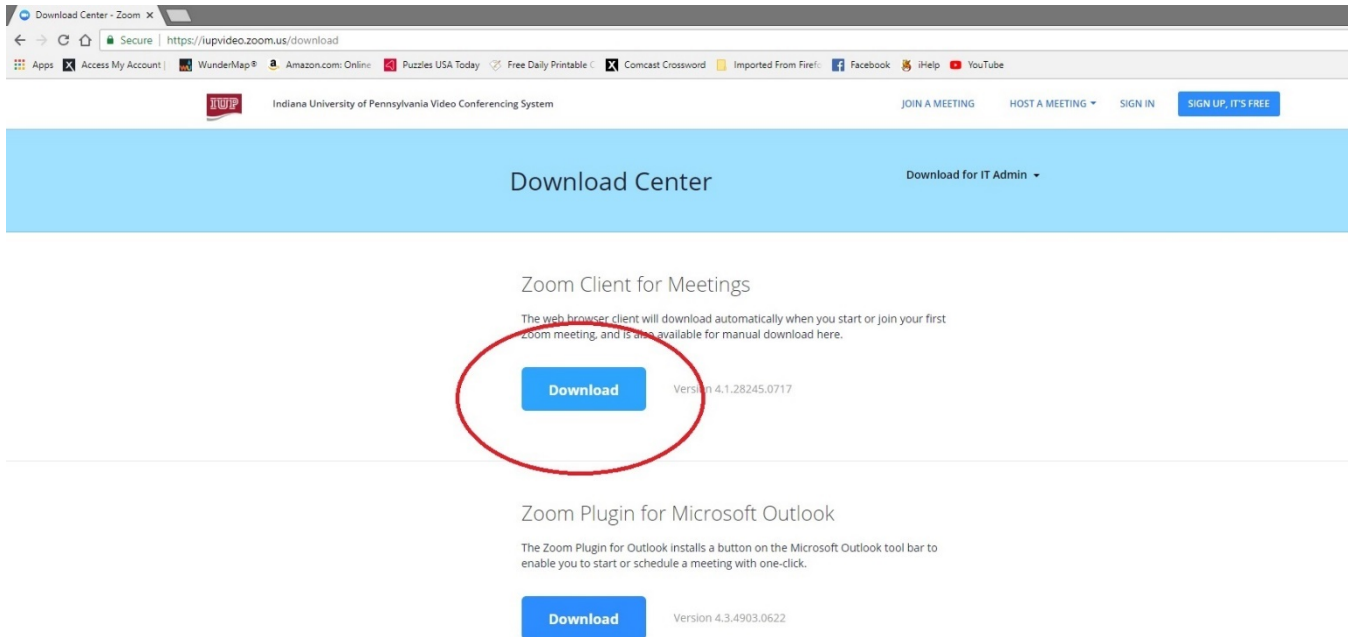 Download Center - Zoom
Secure | https://iupvideo.zoom.us/download
Apps Access My Account | WunderMap® Amazon.com: Online Puzzles USA Today Free Daily Printable C Comcast Crossword Imported From Firefo Facebook iHelp YouTube
IUP Indiana University of Pennsylvania Video Conferencing System JOIN A MEETING HOST A MEETING SIGN IN SIGN UP, IT'S FREE
Download Center Download for IT Admin
Zoom Client for Meetings
The web browser client will download automatically when you start or join your first
Zoom meeting, and is also available for manual download here.
Download Version 4.1.28245.0717
Zoom Plugin for Microsoft Outlook
The Zoom Plugin for Outlook installs a button on the Microsoft Outlook tool bar to
enable you to start or schedule a meeting with one-click.
Download Version 4.3.4903.0622